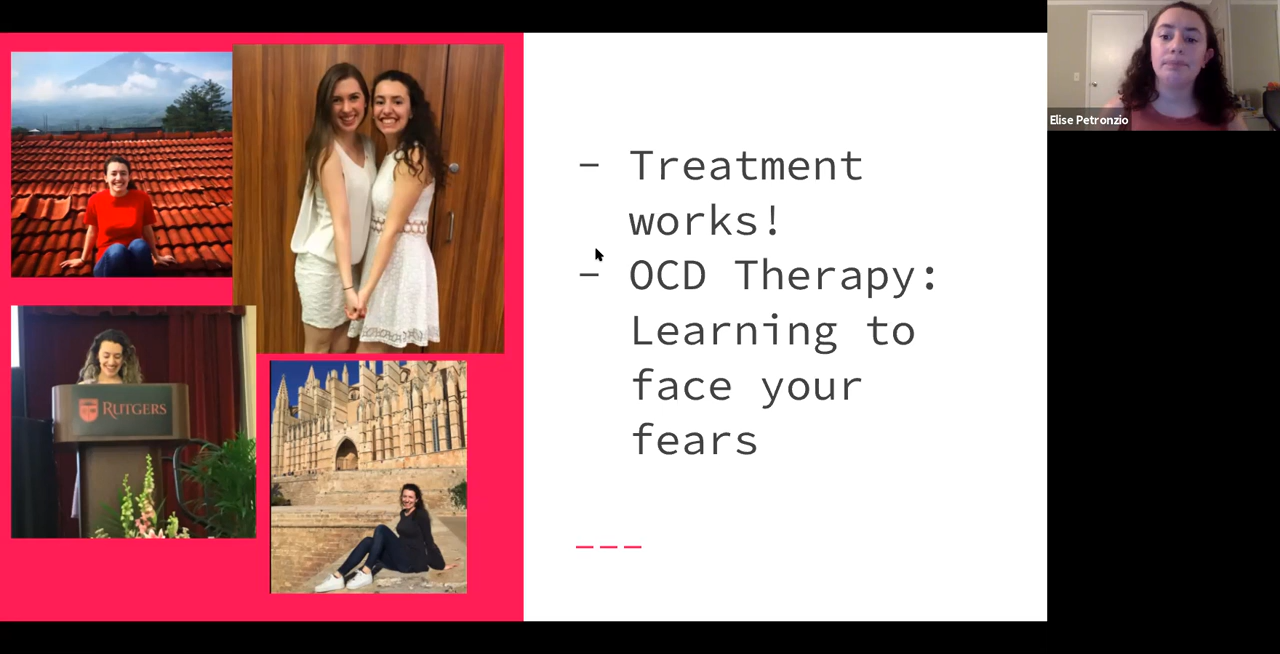 - Treatment
works!
- OCD Therapy:
Learning to
face your
fears
RUTGERS
Elise Petronzio